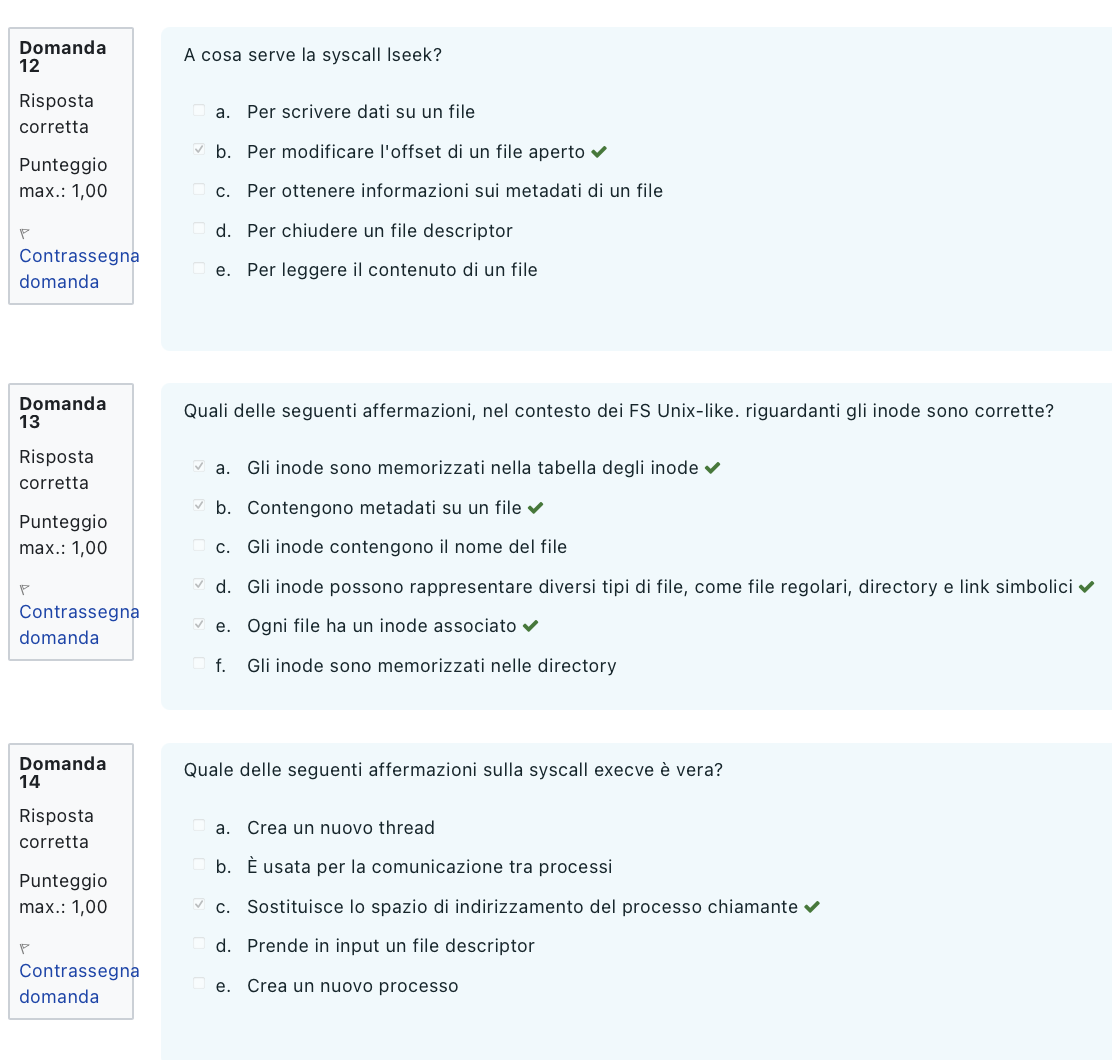 Domanda
12
Risposta
corretta
Punteggio
max.: 1,00
Contrassegna
domanda
A cosa serve la syscall lseek?
a. Per scrivere dati su un file
b. Per modificare l'offset di un file aperto
c. Per ottenere informazioni sui metadati di un file
d. Per chiudere un file descriptor
e. Per leggere il contenuto di un file
Domanda
13
Risposta
corretta
Punteggio
max.: 1,00
Contrassegna
domanda
Quali delle seguenti affermazioni, nel contesto dei FS Unix-like. riguardanti gli inode sono corrette?
a. Gli inode sono memorizzati nella tabella degli inode
b. Contengono metadati su un file
c. Gli inode contengono il nome del file
d. Gli inode possono rappresentare diversi tipi di file, come file regolari, directory e link simbolici
e. Ogni file ha un inode associato
f. Gli inode sono memorizzati nelle directory
Domanda
14
Risposta
corretta
Punteggio
max.: 1,00
Contrassegna
domanda
Quale delle seguenti affermazioni sulla syscall execve è vera?
a. Crea un nuovo thread
b. È usata per la comunicazione tra processi
c. Sostituisce lo spazio di indirizzamento del processo chiamante
d. Prende in input un file descriptor
e. Crea un nuovo processo